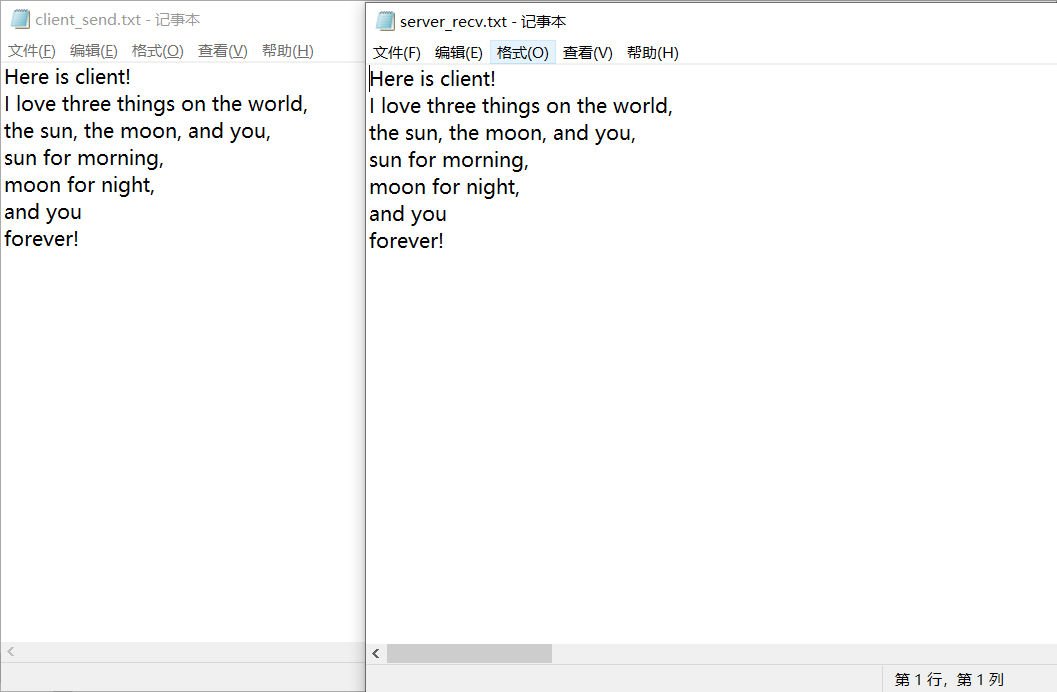 client_send.txt - 记事本
文件(F) 编辑(E) 格式(O) 查看(V) 帮助(H)
Here is client!
I love three things on the world,
the sun, the moon, and you,
sun for morning,
moon for night,
and you
forever!
server_recv.txt - 记事本
文件(F) 编辑(E) 格式(O) 查看(V) 帮助(H)
Here is client!
I love three things on the world,
the sun, the moon, and you,
sun for morning,
moon for night,
and you
forever!
第 1 行，第 1 列